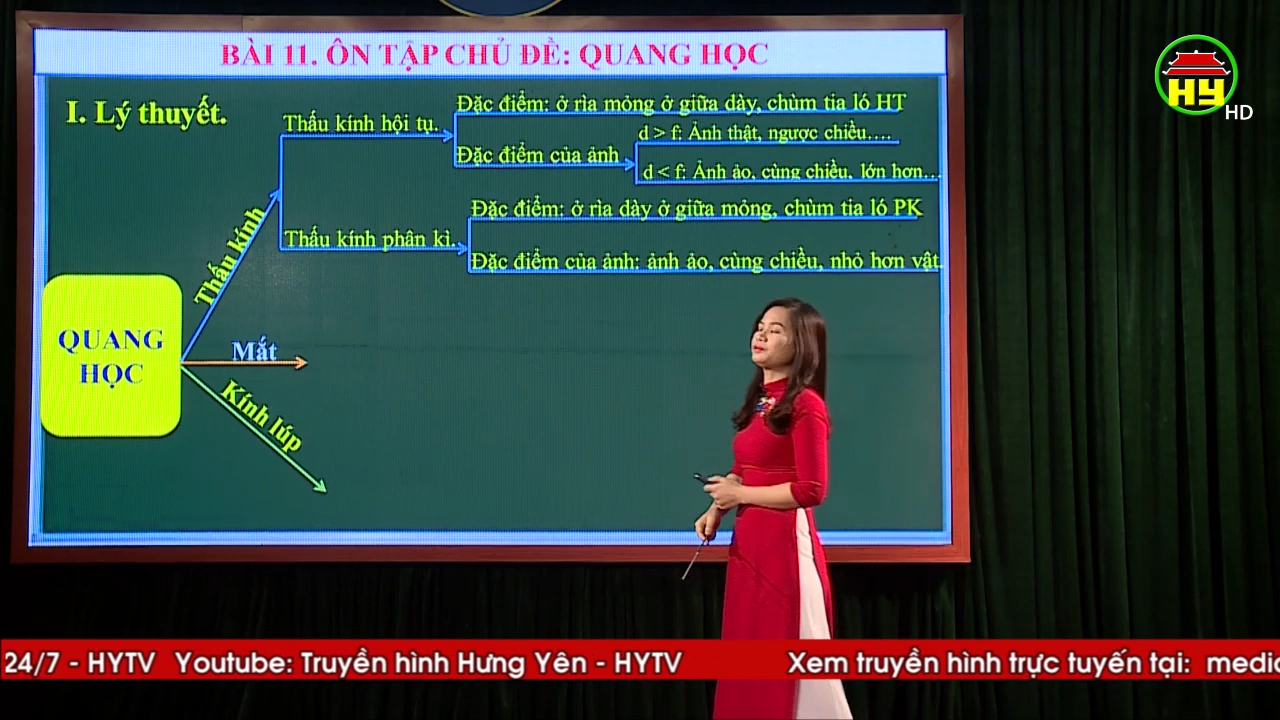 BÀI 11. ÔN TẬP CHỦ ĐỀ: QUANG HỌC
HY
HD
I. Lý thuyết.
Thấu kính hội tụ.
Đặc điểm: ở rìa mỏng ở giữa dày, chùm tia ló HT
Đặc điểm của ảnh
d > f: Ảnh thật, ngược chiều….
d < f: Ảnh ảo, cùng chiều, lớn hơn…
Thấu kính
Thấu kính phân kì.
Đặc điểm: ở rìa dày ở giữa mỏng, chùm tia ló PK
Đặc điểm của ảnh: ảnh ảo, cùng chiều, nhỏ hơn vật.
QUANG
HỌC
Mắt
Kính lúp
24/7 - HYTV Youtube: Truyền hình Hưng Yên - HYTV Xem truyền hình trực tuyến tại: